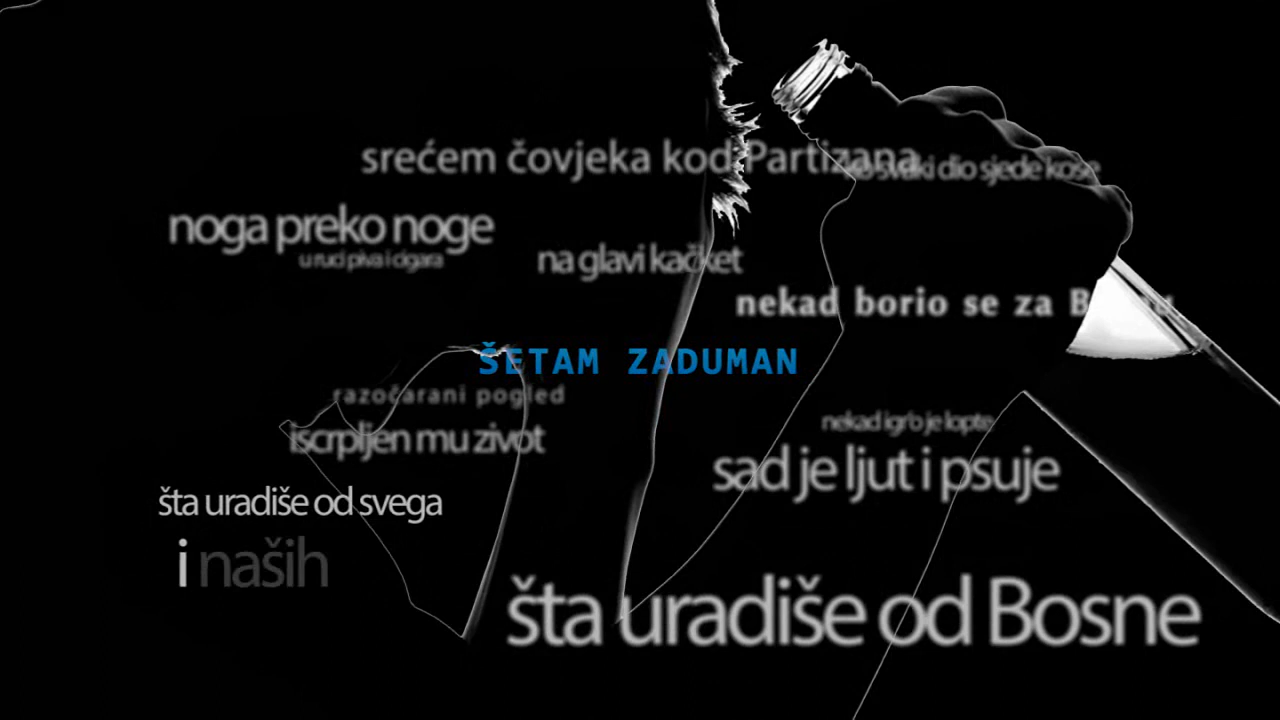 srećem čovjeka kod Partizana
svaki dio sjede kose
noga preko noge
u ruci piva i cigara
na glavi kačket
nekad borio se za
ŠETAM ZADUMAN
razočarani pogled
iscrpljen mu zivot
nekad igr'o je lopte
sad je ljut i psuje
šta uradiše od svega
i naših
šta uradiše od Bosne